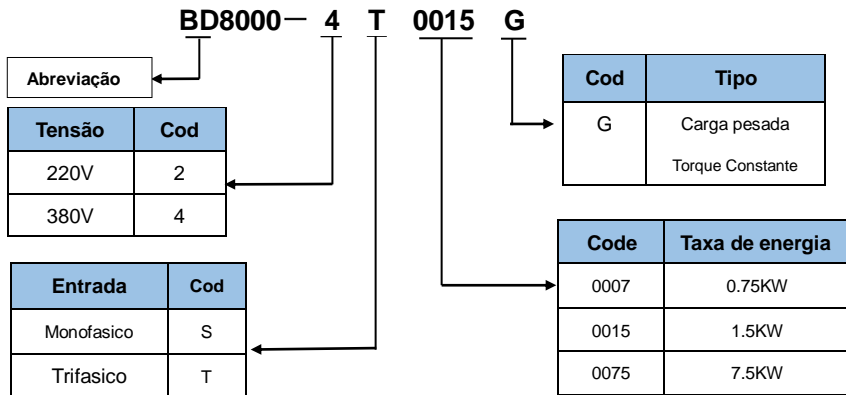 BD8000— 4 T 0015 G
Abreviação
Tensão Cod
220V 2
380V 4
Entrada Cod
Monofasico S
Trifasico T
Cod Tipo
G Carga pesada
Torque Constante
Code Taxa de energia
0007 0.75KW
0015 1.5KW
0075 7.5KW